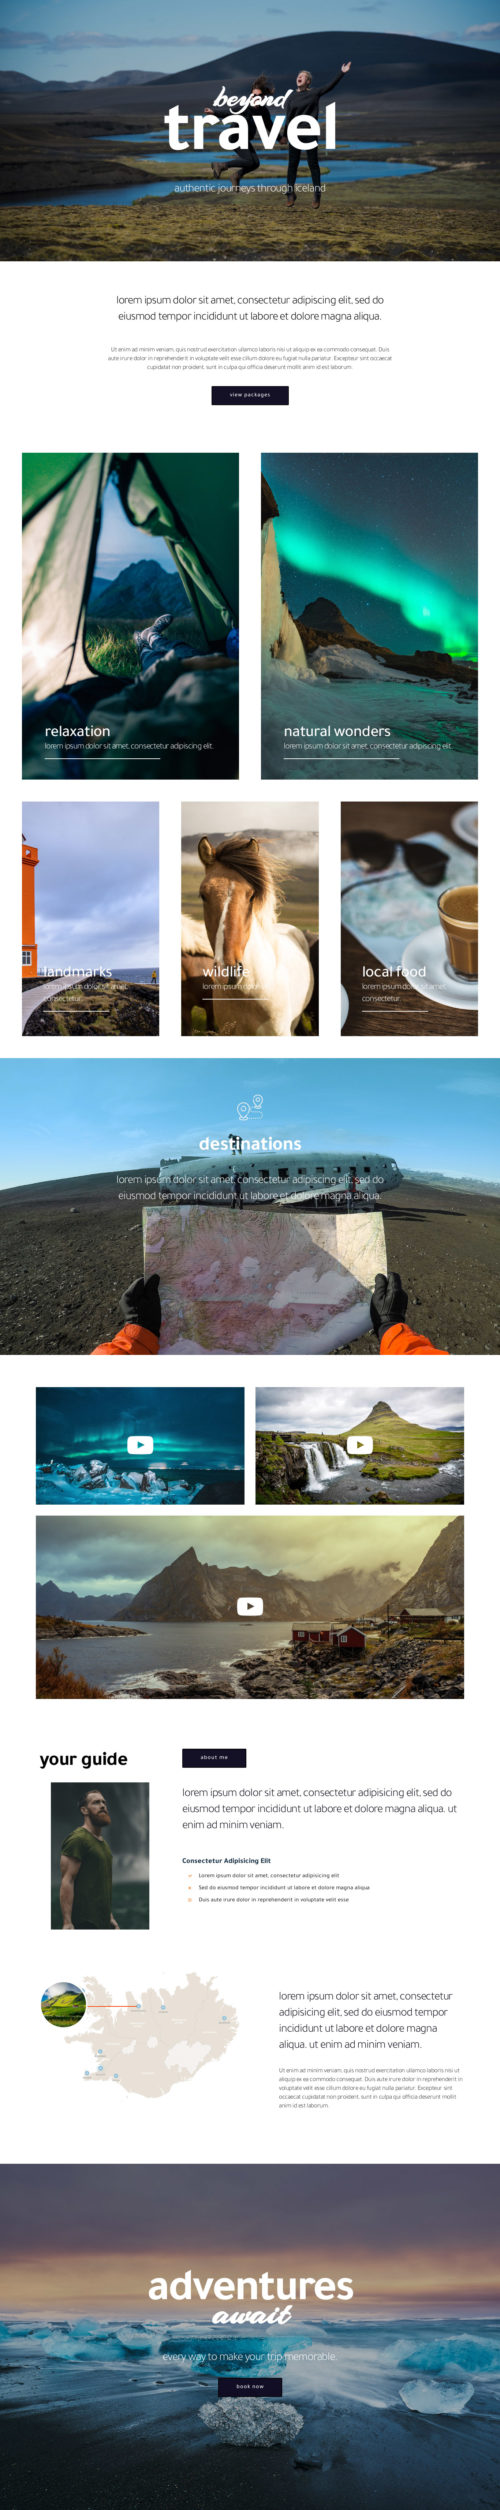 beyond
travel
authentic journeys through iceland
lorem ipsum dolor sit amet, consectetur adipiscing elit, sed do
eiusmod tempor incididunt ut labore et dolore magna aliqua.
Ut enim ad minim veniam, quis nostrud exercitation ullamco laboris nisi ut aliquip ex ea commodo consequat. Duis
aute irure dolor in reprehenderit in voluptate velit esse cillum dolore eu fugiat nulla pariatur. Excepteur sint occaecat
cupidatat non proident, sunt in culpa qui officia deserunt mollit anim id est laborum.
view packages
relaxation
lorem ipsum dolor sit amet, consectetur adipiscing elit.
natural wonders
lorem ipsum dolor sit amet, consectetur adipiscing elit.
landmarks
lorem ipsum dolor sit amet,
consectetur.
wildlife
lorem ipsum dolor
local food
lorem ipsum dolor sit amet,
consectetur.
destinations
lorem ipsum dolor sit amet, consectetur adipiscing elit, sed do
eiusmod tempor incididunt ut labore et dolore magna aliqua.
your guide
about me
lorem ipsum dolor sit amet, consectetur adipisicing elit, sed do
eiusmod tempor incididunt ut labore et dolore magna aliqua. ut
enim ad minim veniam.
Consectetur Adipisicing Elit
Lorem ipsum dolor sit amet, consectetur adipisicing elit
Sed do eiusmod tempor incididunt ut labore et dolore magna aliqua
Duis aute irure dolor in reprehenderit in voluptate velit esse
lorem ipsum dolor sit amet, consectetur
adipiscing elit, sed do eiusmod tempor
incididunt ut labore et dolore magna
aliqua. ut enim ad minim veniam.
Ut enim ad minim veniam, quis nostrud exercitation ullamco laboris nisi ut
aliquip ex ea commodo consequat. Duis aute irure dolor in reprehenderit in
voluptate velit esse cillum dolore eu fugiat nulla pariatur. Excepteur sint
occaecat cupidatat non proident, sunt in culpa qui officia deserunt mollit
anim id est laborum.
adventures
await
every way to make your trip memorable.
book now